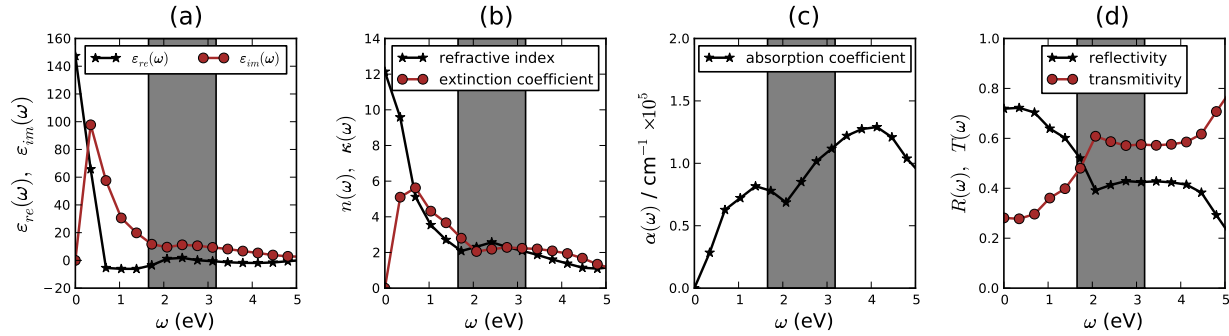 (a)
(b)
(c)
(d)
ε_re(ω)
ε_im(ω)
160
140
120
100
80
60
40
20
0
−20
ε_re(ω), ε_im(ω)
0
1
2
3
4
5
ω (eV)
refractive index
extinction coefficient
14
12
10
8
6
4
2
0
n(ω), κ(ω)
0
1
2
3
4
5
ω (eV)
absorption coefficient
2.0
1.5
1.0
0.5
0.0
α(ω) / cm⁻¹ ×10⁵
0
1
2
3
4
5
ω (eV)
reflectivity
transmitivity
1.0
0.8
0.6
0.4
0.2
0.0
R(ω), T(ω)
0
1
2
3
4
5
ω (eV)